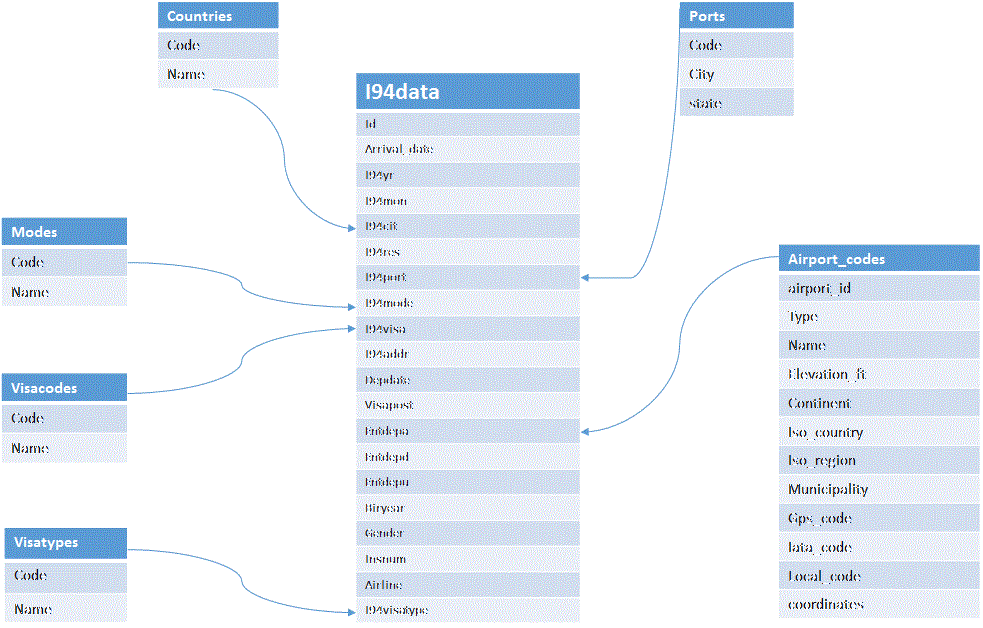 Countries
Code
Name
Ports
Code
City
state
I94data
Id
Arrival_date
I94yr
I94mon
I94cit
I94res
I94port
I94mode
I94visa
I94addr
Depdate
Visapost
Entdepa
Entdepd
Entdepu
Biryear
Gender
Insnum
Airline
I94visatype
Modes
Code
Name
Visacodes
Code
Name
Visatypes
Code
Name
Airport_codes
airport_id
Type
Name
Elevation_ft
Continent
Iso_country
Iso_region
Municipality
Gps_code
Iata_code
Local_code
coordinates